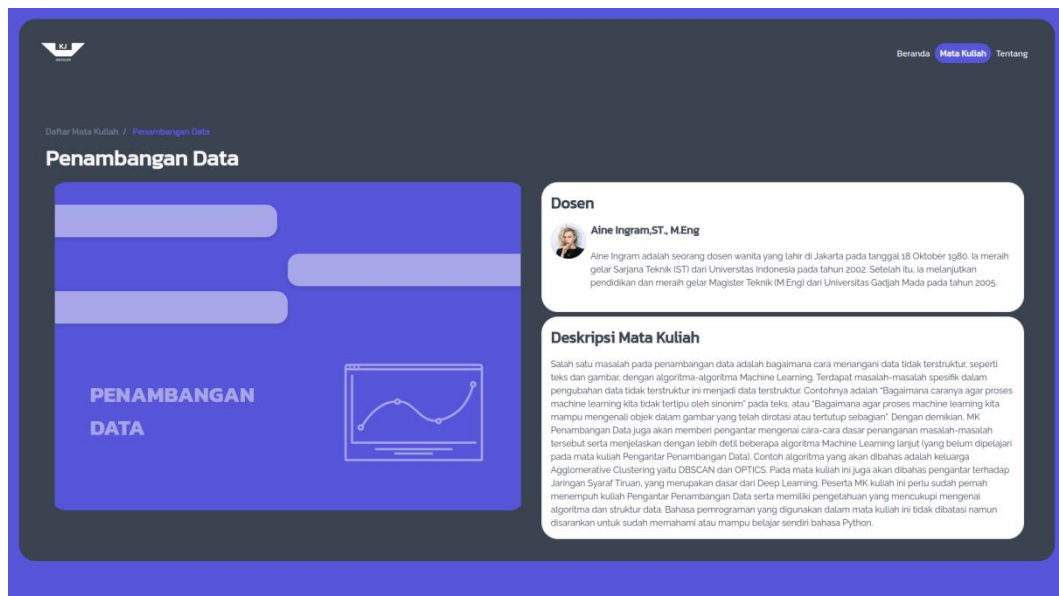 KJ
Beranda Mata Kuliah Tentang
Daftar Mata Kuliah / Penambangan Data
Penambangan Data
PENAMBANGAN
DATA
Dosen
Aine Ingram,ST., M.Eng
Aine Ingram adalah seorang dosen wanita yang lahir di Jakarta pada tanggal 18 Oktober 1980. Ia meraih
gelar Sarjana Teknik (ST) dari Universitas Indonesia pada tahun 2002. Setelah itu, ia melanjutkan
pendidikan dan meraih gelar Magister Teknik (M.Eng) dari Universitas Gadjah Mada pada tahun 2005.
Deskripsi Mata Kuliah
Salah satu masalah pada penambangan data adalah bagaimana cara menangani data tidak terstruktur, seperti
teks dan gambar, dengan algoritma-algoritma Machine Learning. Terdapat masalah-masalah spesifik dalam
pengubahan data tidak terstruktur ini menjadi data terstruktur. Contohnya adalah “Bagaimana caranya agar proses
machine learning kita tidak tertipu oleh sinonim” pada teks, atau “Bagaimana agar proses machine learning kita
mampu mengenali objek dalam gambar yang telah dirotasi atau tertutup sebagian”. Dengan demikian, MK
Penambangan Data juga akan memberi pengantar mengenai cara-cara dasar penanganan masalah-masalah
tersebut serta menjelaskan dengan lebih detil beberapa algoritma Machine Learning lanjut (yang belum dipelajari
pada mata kuliah Pengantar Penambangan Data). Contoh algoritma yang akan dibahas adalah keluarga
Agglomerative Clustering yaitu DBSCAN dan OPTICS. Pada mata kuliah ini juga akan dibahas pengantar terhadap
Jaringan Syaraf Tiruan, yang merupakan dasar dari Deep Learning. Peserta MK kuliah ini perlu sudah pernah
menempuh kuliah Pengantar Penambangan Data serta memiliki pengetahuan yang mencukupi mengenai
algoritma dan struktur data. Bahasa pemrograman yang digunakan dalam mata kuliah ini tidak dibatasi namun
disarankan untuk sudah memahami atau mampu belajar sendiri bahasa Python.